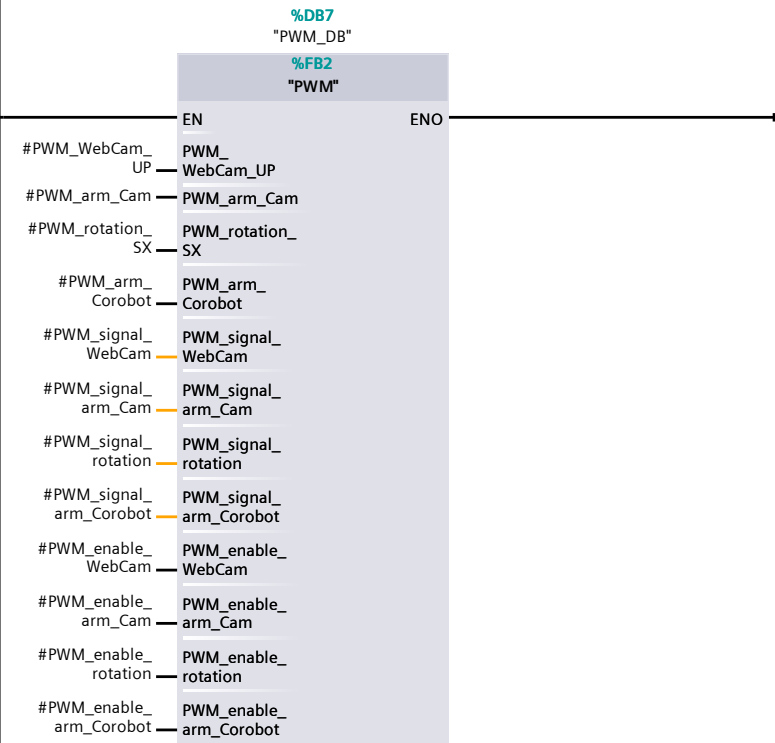 %DB7
"PWM_DB"
%FB2
"PWM"
EN ENO
#PWM_WebCam_
UP
PWM_
WebCam_UP
#PWM_arm_Cam
PWM_arm_Cam
#PWM_rotation_
SX
PWM_rotation_
SX
#PWM_arm_
Corobot
PWM_arm_
Corobot
#PWM_signal_
WebCam
PWM_signal_
WebCam
#PWM_signal_
arm_Cam
PWM_signal_
arm_Cam
#PWM_signal_
rotation
PWM_signal_
rotation
#PWM_signal_
arm_Corobot
PWM_signal_
arm_Corobot
#PWM_enable_
WebCam
PWM_enable_
WebCam
#PWM_enable_
arm_Cam
PWM_enable_
arm_Cam
#PWM_enable_
rotation
PWM_enable_
rotation
#PWM_enable_
arm_Corobot
PWM_enable_
arm_Corobot